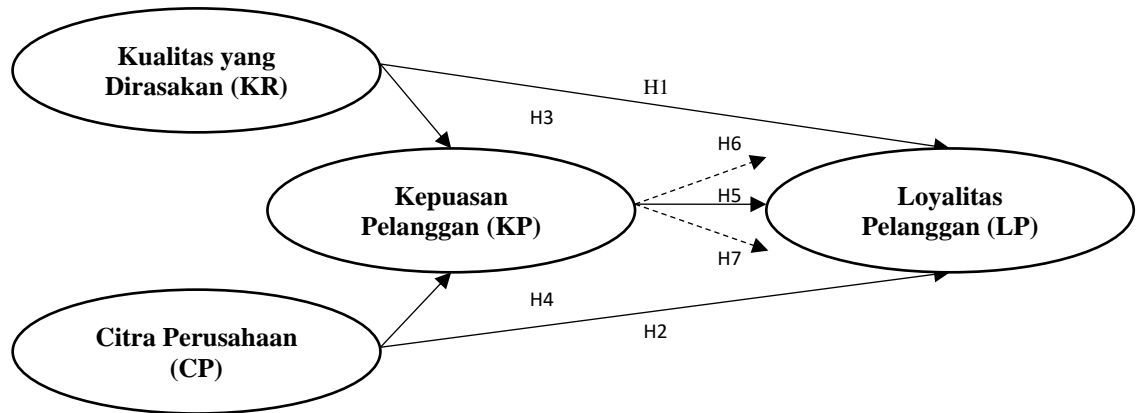 Kualitas yang
Dirasakan (KR)
H1
H3
H6
Kepuasan
Pelanggan (KP)
H5
Loyalitas
Pelanggan (LP)
H7
H4
Citra Perusahaan
(CP)
H2